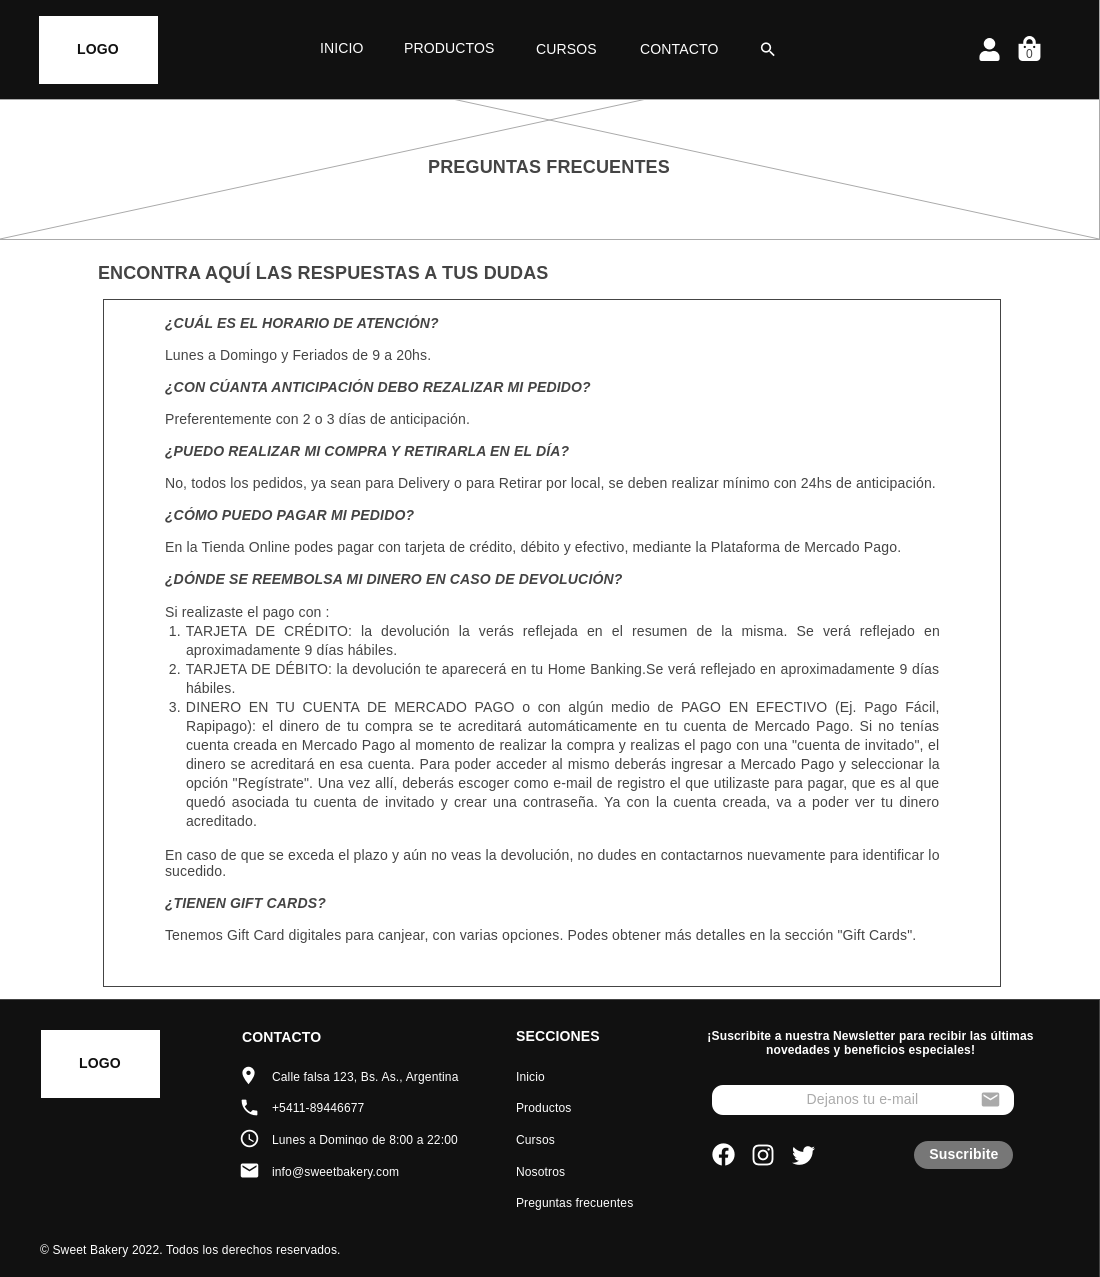 LOGO
INICIO
PRODUCTOS
CURSOS
CONTACTO
0
PREGUNTAS FRECUENTES
ENCONTRA AQUÍ LAS RESPUESTAS A TUS DUDAS
¿CUÁL ES EL HORARIO DE ATENCIÓN?
Lunes a Domingo y Feriados de 9 a 20hs.
¿CON CÚANTA ANTICIPACIÓN DEBO REZALIZAR MI PEDIDO?
Preferentemente con 2 o 3 días de anticipación.
¿PUEDO REALIZAR MI COMPRA Y RETIRARLA EN EL DÍA?
No, todos los pedidos, ya sean para Delivery o para Retirar por local, se deben realizar mínimo con 24hs de anticipación.
¿CÓMO PUEDO PAGAR MI PEDIDO?
En la Tienda Online podes pagar con tarjeta de crédito, débito y efectivo, mediante la Plataforma de Mercado Pago.
¿DÓNDE SE REEMBOLSA MI DINERO EN CASO DE DEVOLUCIÓN?
Si realizaste el pago con :
1. TARJETA DE CRÉDITO: la devolución la verás reflejada en el resumen de la misma. Se verá reflejado en
aproximadamente 9 días hábiles.
2. TARJETA DE DÉBITO: la devolución te aparecerá en tu Home Banking.Se verá reflejado en aproximadamente 9 días
hábiles.
3. DINERO EN TU CUENTA DE MERCADO PAGO o con algún medio de PAGO EN EFECTIVO (Ej. Pago Fácil,
Rapipago): el dinero de tu compra se te acreditará automáticamente en tu cuenta de Mercado Pago. Si no tenías
cuenta creada en Mercado Pago al momento de realizar la compra y realizas el pago con una "cuenta de invitado", el
dinero se acreditará en esa cuenta. Para poder acceder al mismo deberás ingresar a Mercado Pago y seleccionar la
opción "Regístrate". Una vez allí, deberás escoger como e-mail de registro el que utilizaste para pagar, que es al que
quedó asociada tu cuenta de invitado y crear una contraseña. Ya con la cuenta creada, va a poder ver tu dinero
acreditado.
En caso de que se exceda el plazo y aún no veas la devolución, no dudes en contactarnos nuevamente para identificar lo
sucedido.
¿TIENEN GIFT CARDS?
Tenemos Gift Card digitales para canjear, con varias opciones. Podes obtener más detalles en la sección "Gift Cards".
LOGO
CONTACTO
Calle falsa 123, Bs. As., Argentina
+5411-89446677
Lunes a Domingo de 8:00 a 22:00
info@sweetbakery.com
SECCIONES
Inicio
Productos
Cursos
Nosotros
Preguntas frecuentes
¡Suscribite a nuestra Newsletter para recibir las últimas
novedades y beneficios especiales!
Dejanos tu e-mail
Suscribite
© Sweet Bakery 2022. Todos los derechos reservados.